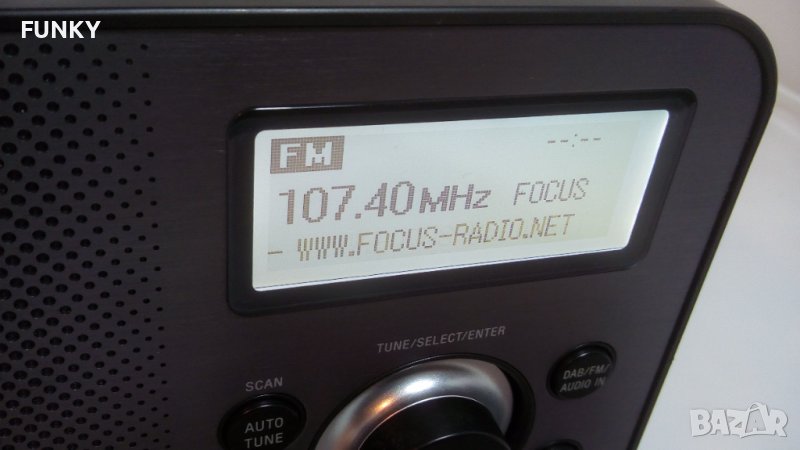 FUNKY
FM --:--
107.40MHz FOCUS
- WWW.FOCUS-RADIO.NET
TUNE/SELECT/ENTER
SCAN
AUTO
TUNE
DAB/FM/
AUDIO IN
BAZAR